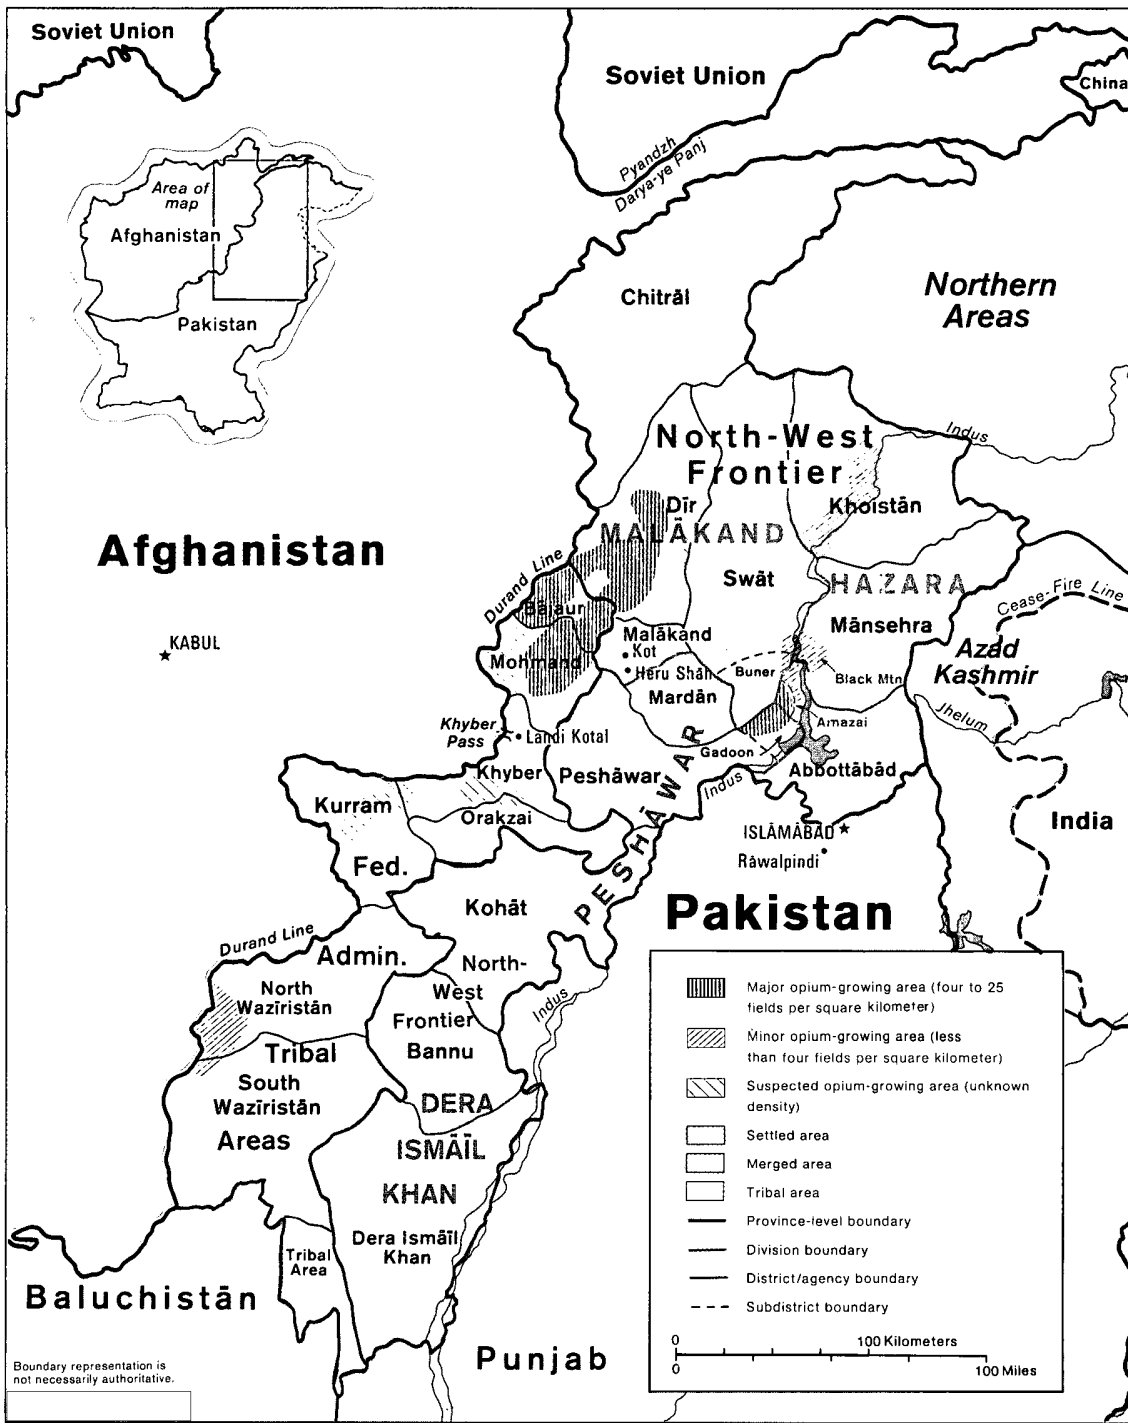 Soviet Union
Soviet Union
China
Pyandzh
Darya-ye Panj
Area of
map
Afghanistan
Pakistan
Chitrāl
Northern
Areas
North-West
Frontier
Indus
Dīr
Khoistān
MALĀKAND
Afghanistan
Durand Line
Swāt
HAZARA
Bājaur
Cease-Fire Line
KABUL
Malākand
Kot
Mānsehra
Azad
Kashmir
Mohmand
Heru Shāh
Buner
Black Mtn
Mardān
Jhelum
Khyber
Pass
Landi Kotal
Amazai
Gadoon
Khyber
Peshāwar
Indus
Abbottābād
Kurram
Orakzai
PESHĀWAR
ISLĀMĀBĀD
Rāwalpindi
India
Fed.
Kohāt
Pakistan
Durand Line
Admin.
North
Wazīristān
North-
West
Frontier
Indus
Bannu
Tribal
South
Wazīristān
Areas
DERA
ISMĀĪL
KHAN
Dera Ismāīl
Khan
Tribal
Area
Baluchistān
Punjab
Major opium-growing area (four to 25
fields per square kilometer)
Minor opium-growing area (less
than four fields per square kilometer)
Suspected opium-growing area (unknown
density)
Settled area
Merged area
Tribal area
Province-level boundary
Division boundary
District/agency boundary
Subdistrict boundary
0 100 Kilometers
0 100 Miles
Boundary representation is
not necessarily authoritative.